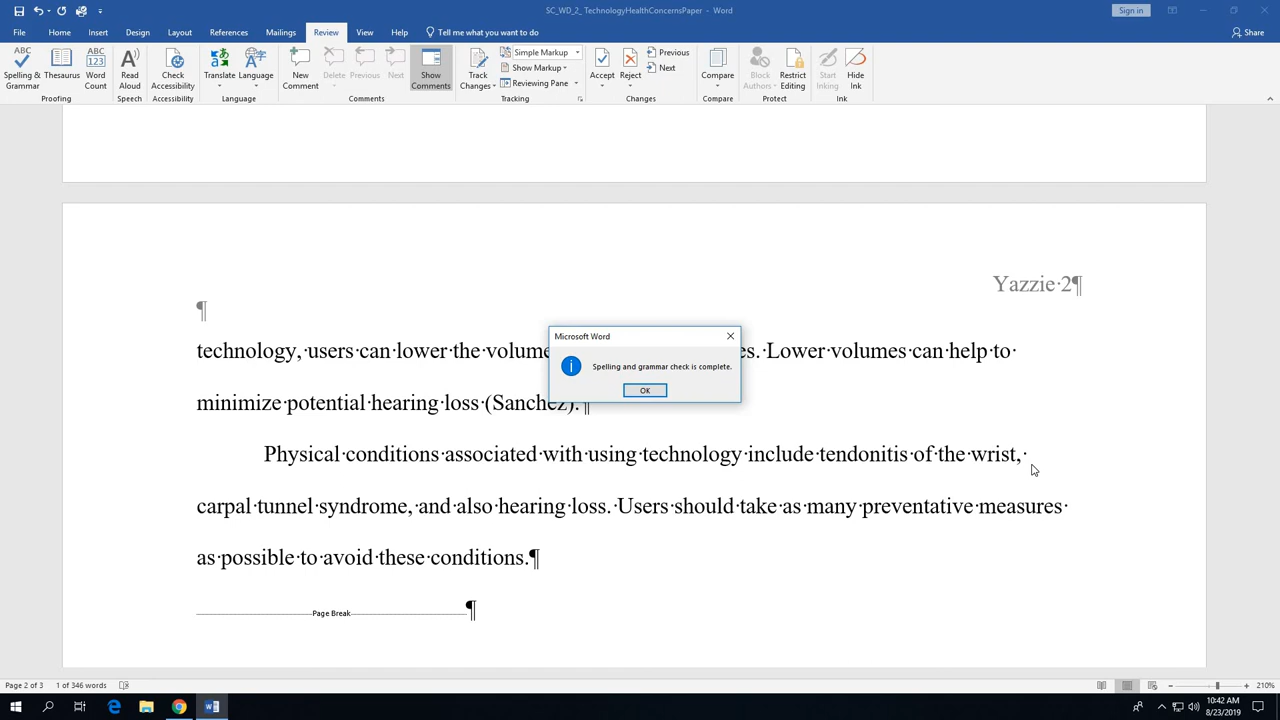 SC_WD_2_ TechnologyHealthConcernsPaper - Word
Sign in
File Home Insert Design Layout References Mailings Review View Help Tell me what you want to do Share
Spelling & Grammar
Thesaurus
Word Count
Read Aloud
Check Accessibility
Translate
Language
New Comment
Delete
Previous
Next
Show Comments
Track Changes
Simple Markup
Show Markup
Reviewing Pane
Accept
Reject
Previous
Next
Compare
Block Authors
Restrict Editing
Start Inking
Hide Ink
Proofing Speech Accessibility Language Comments Tracking Changes Compare Protect Ink
Yazzie·2¶
¶
technology,·users·can·lower·the·volume es.·Lower·volumes·can·help·to·
minimize·potential·hearing·loss·(Sanchez).¶
Microsoft Word
Spelling and grammar check is complete.
OK
Physical·conditions·associated·with·using·technology·include·tendonitis·of·the·wrist,·
carpal·tunnel·syndrome,·and·also·hearing·loss.·Users·should·take·as·many·preventative·measures·
as·possible·to·avoid·these·conditions.¶
Page Break¶
Page 2 of 3 1 of 346 words 210%
10:42 AM
8/23/2019